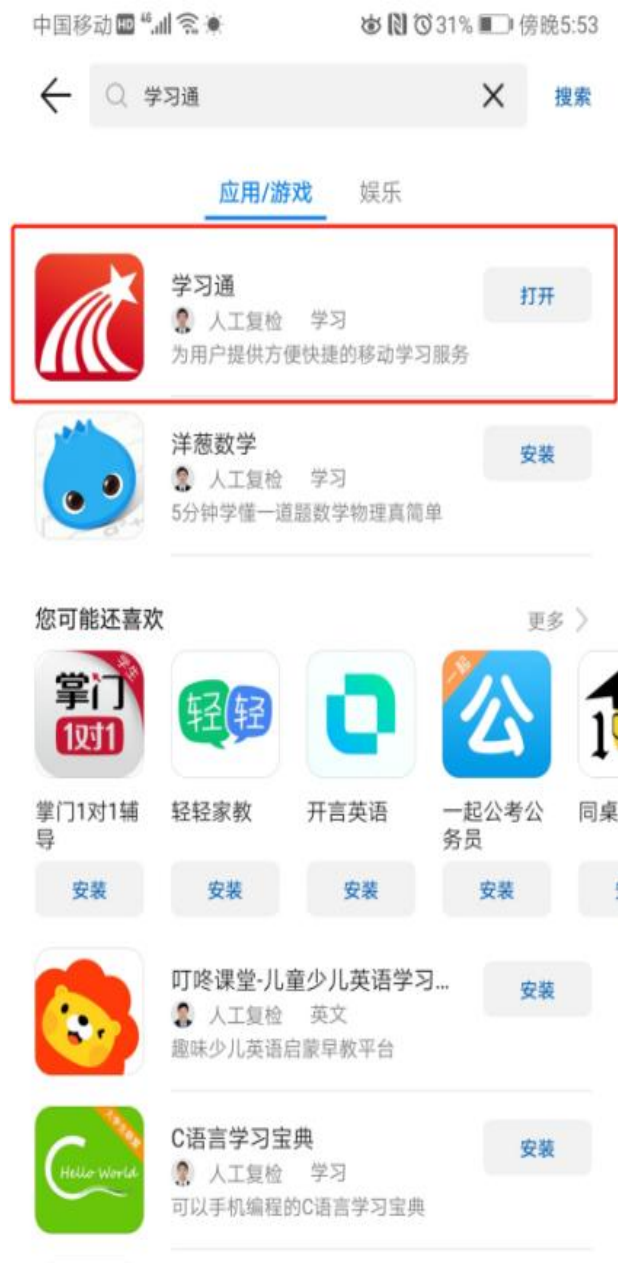 中国移动 HD 46 31% 傍晚5:53
学习通 搜索
应用/游戏 娱乐
学习通
打开
人工复检 学习
为用户提供方便快捷的移动学习服务
洋葱数学
安装
人工复检 学习
5分钟学懂一道题数学物理真简单
您可能还喜欢 更多
掌门 1对1 学生
轻轻
一起 公
掌门1对1辅导
轻轻家教
开言英语
一起公考公务员
同桌
安装 安装 安装 安装
叮咚课堂-儿童少儿英语学习...
安装
人工复检 英文
趣味少儿英语启蒙早教平台
Hello World
C语言学习宝典
安装
人工复检 学习
可以手机编程的C语言学习宝典